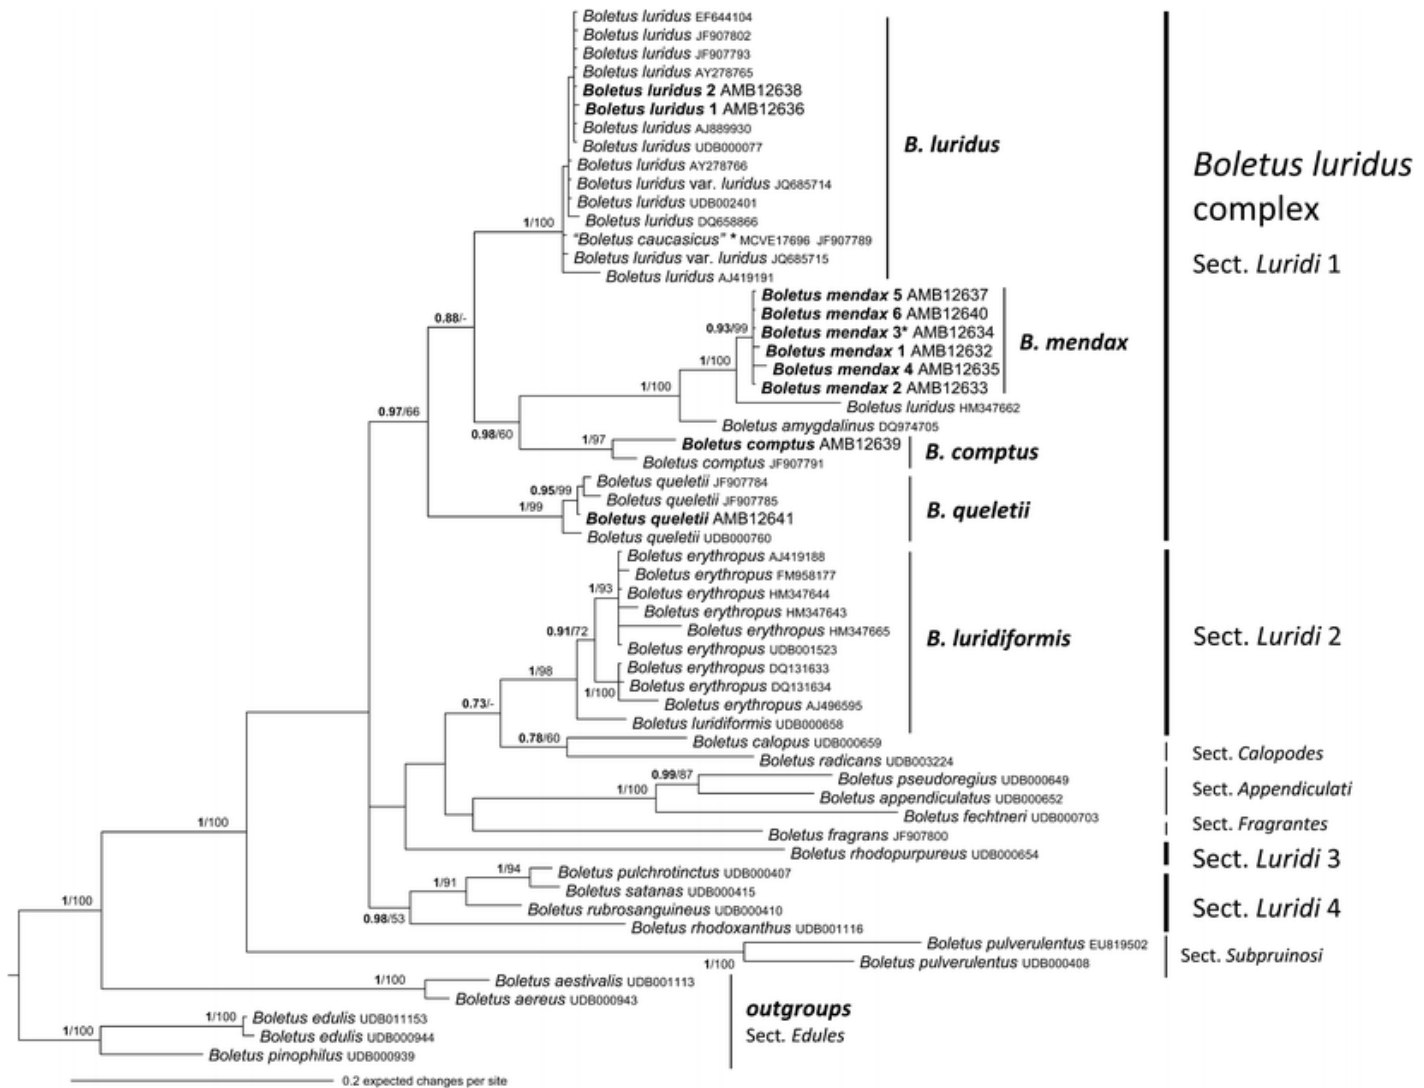 Boletus luridus EF644104
Boletus luridus JF907802
Boletus luridus JF907793
Boletus luridus AY278765
Boletus luridus 2 AMB12638
Boletus luridus 1 AMB12636
Boletus luridus AJ889930
Boletus luridus UDB000077
B. luridus
Boletus luridus AY278766
Boletus luridus var. luridus JQ685714
Boletus luridus UDB002401
Boletus luridus DQ658866
1/100
"Boletus caucasicus" * MCVE17696 JF907789
Boletus luridus var. luridus JQ685715
Boletus luridus AJ419191
Boletus luridus
complex
Sect. Luridi 1
0.88/-
Boletus mendax 5 AMB12637
Boletus mendax 6 AMB12640
0.93/99
Boletus mendax 3* AMB12634
Boletus mendax 1 AMB12632
1/100
Boletus mendax 4 AMB12635
1/100
Boletus mendax 2 AMB12633
B. mendax
Boletus luridus HM347662
0.97/66
Boletus amygdalinus DQ974705
0.98/60
1/97
Boletus comptus AMB12639
Boletus comptus JF907791
B. comptus
Boletus queletii JF907784
0.95/99
Boletus queletii JF907785
1/99
Boletus queletii AMB12641
Boletus queletii UDB000760
B. queletii
Boletus erythropus AJ419188
Boletus erythropus FM958177
1/93
Boletus erythropus HM347644
Boletus erythropus HM347643
0.91/72
Boletus erythropus HM347665
Boletus erythropus UDB001523
1/98
Boletus erythropus DQ131633
Boletus erythropus DQ131634
1/100
Boletus erythropus AJ496595
0.73/-
Boletus luridiformis UDB000658
B. luridiformis
Sect. Luridi 2
0.78/60
Boletus calopus UDB000659
Boletus radicans UDB003224
Sect. Calopodes
0.99/87
Boletus pseudoregius UDB000649
1/100
Boletus appendiculatus UDB000652
Boletus fechtneri UDB000703
Sect. Appendiculati
1/100
Boletus fragrans JF907800
Sect. Fragrantes
Boletus rhodopurpureus UDB000654
Sect. Luridi 3
1/94
Boletus pulchrotinctus UDB000407
1/91
Boletus satanas UDB000415
1/100
Boletus rubrosanguineus UDB000410
0.98/53
Boletus rhodoxanthus UDB001116
Sect. Luridi 4
Boletus pulverulentus EU819502
1/100
Boletus pulverulentus UDB000408
Sect. Subpruinosi
1/100
Boletus aestivalis UDB001113
Boletus aereus UDB000943
1/100
Boletus edulis UDB011153
1/100
Boletus edulis UDB000944
Boletus pinophilus UDB000939
outgroups
Sect. Edules
0.2 expected changes per site